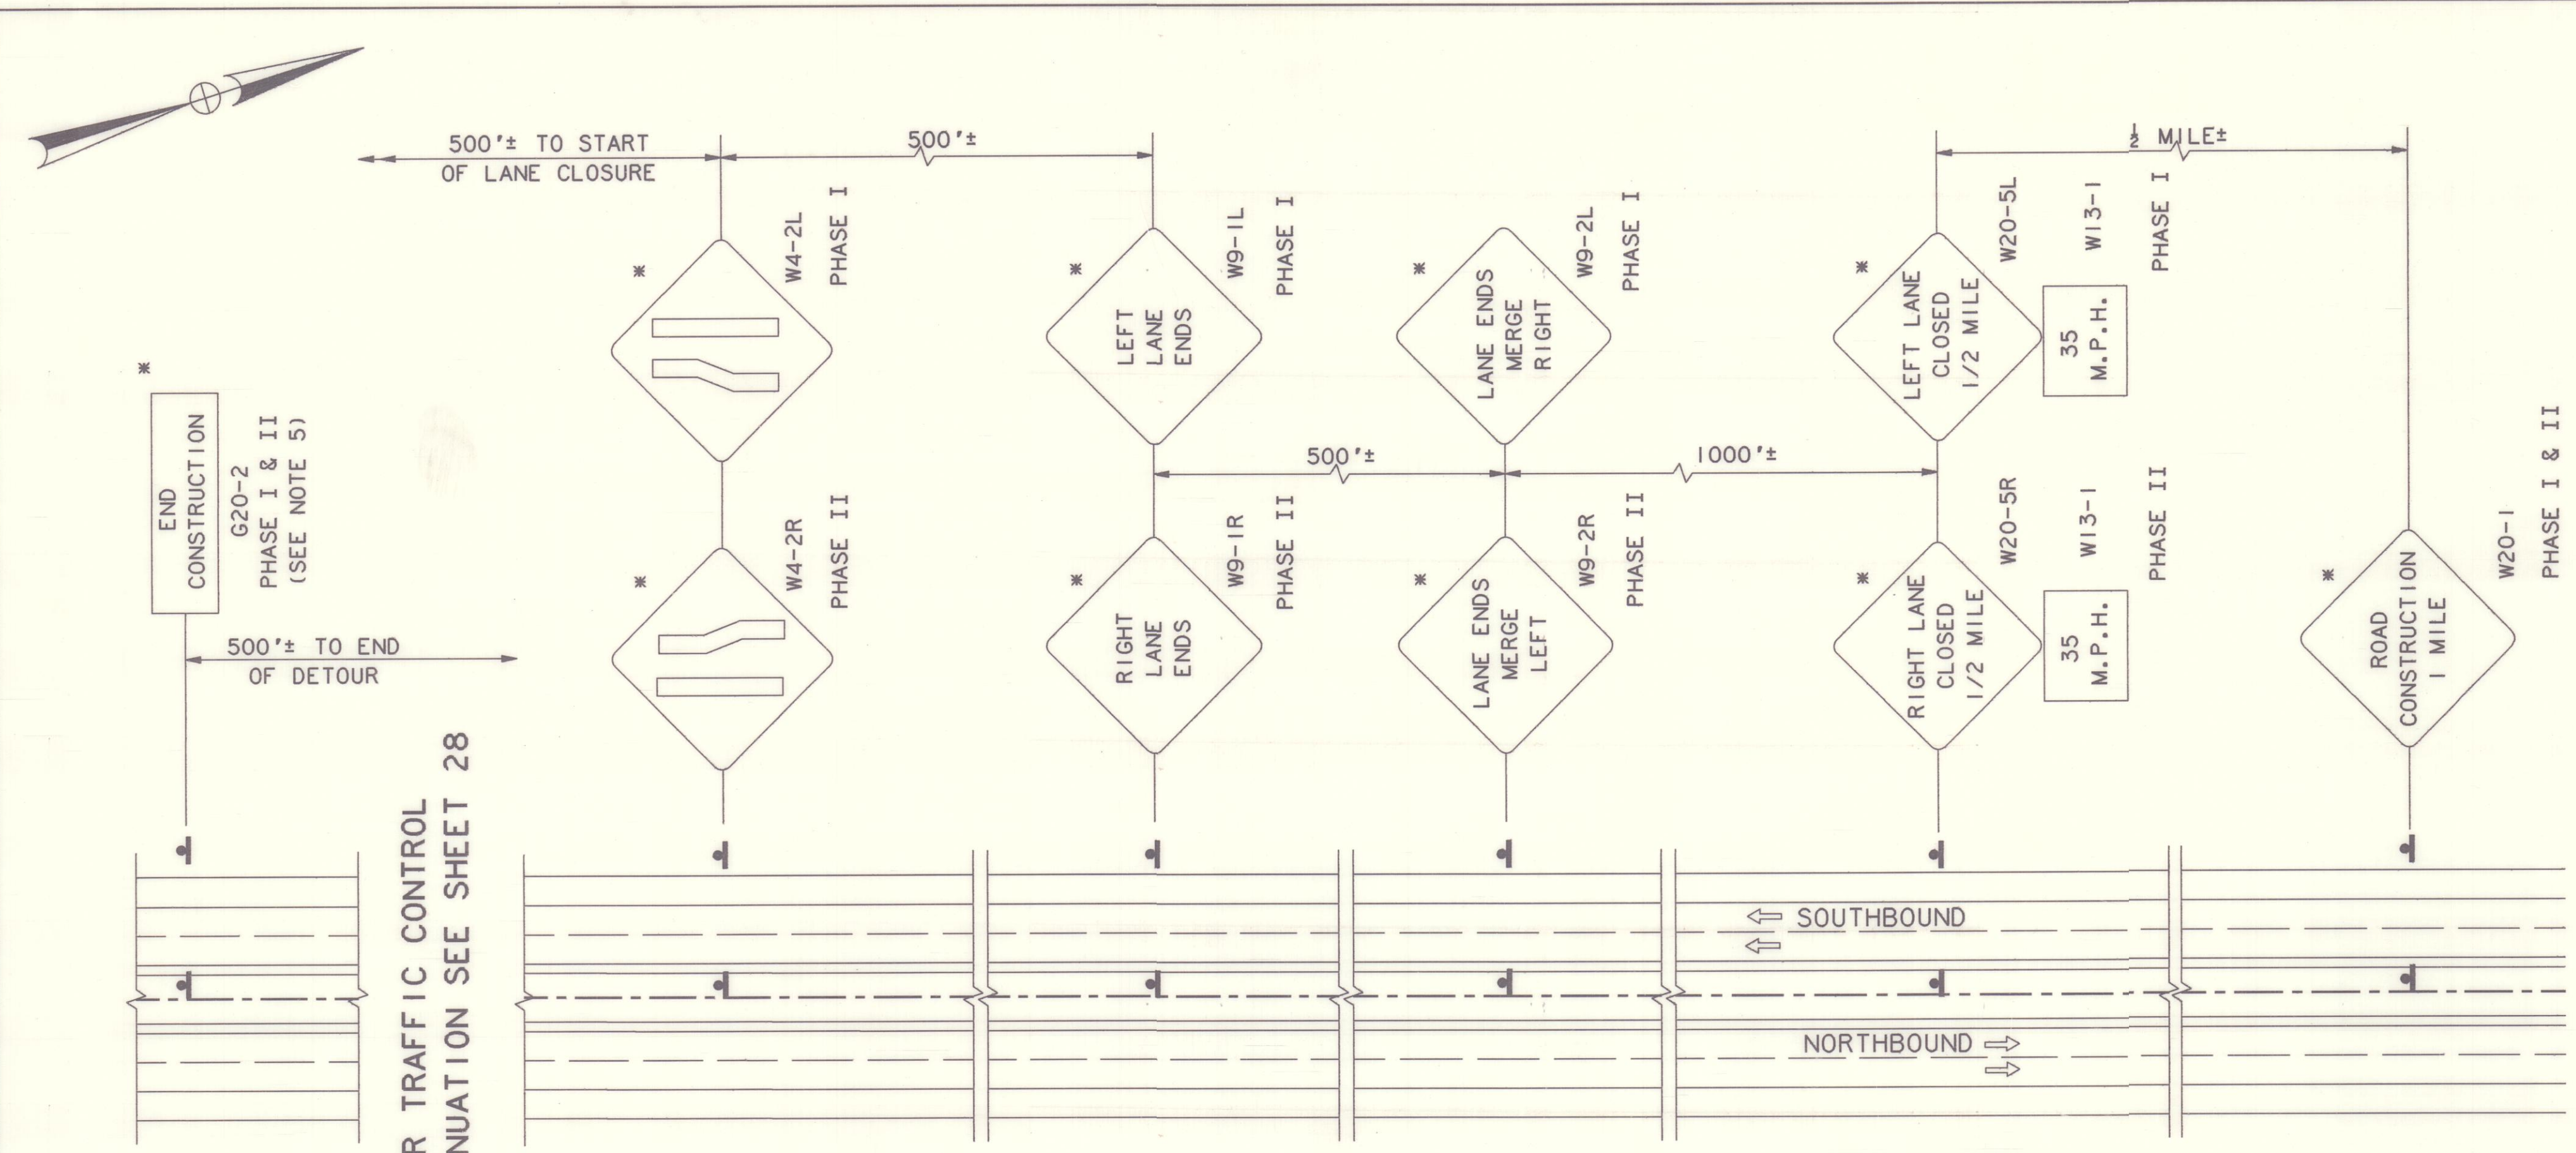 500'± TO START
OF LANE CLOSURE
500'±
½ MILE±
*
END
CONSTRUCTION
G20-2
PHASE I & II
(SEE NOTE 5)
500'± TO END
OF DETOUR
*
W4-2L
PHASE I
*
W4-2R
PHASE II
*
LEFT
LANE
ENDS
W9-1L
PHASE I
*
RIGHT
LANE
ENDS
W9-1R
PHASE II
500'±
*
LANE ENDS
MERGE
RIGHT
W9-2L
PHASE I
*
LANE ENDS
MERGE
LEFT
W9-2R
PHASE II
1000'±
*
LEFT LANE
CLOSED
1/2 MILE
W20-5L
35
M.P.H.
W13-1
PHASE I
*
RIGHT LANE
CLOSED
1/2 MILE
W20-5R
35
M.P.H.
W13-1
PHASE II
*
ROAD
CONSTRUCTION
1 MILE
W20-1
PHASE I & II
R TRAFFIC CONTROL
NUATION SEE SHEET 28
SOUTHBOUND
NORTHBOUND